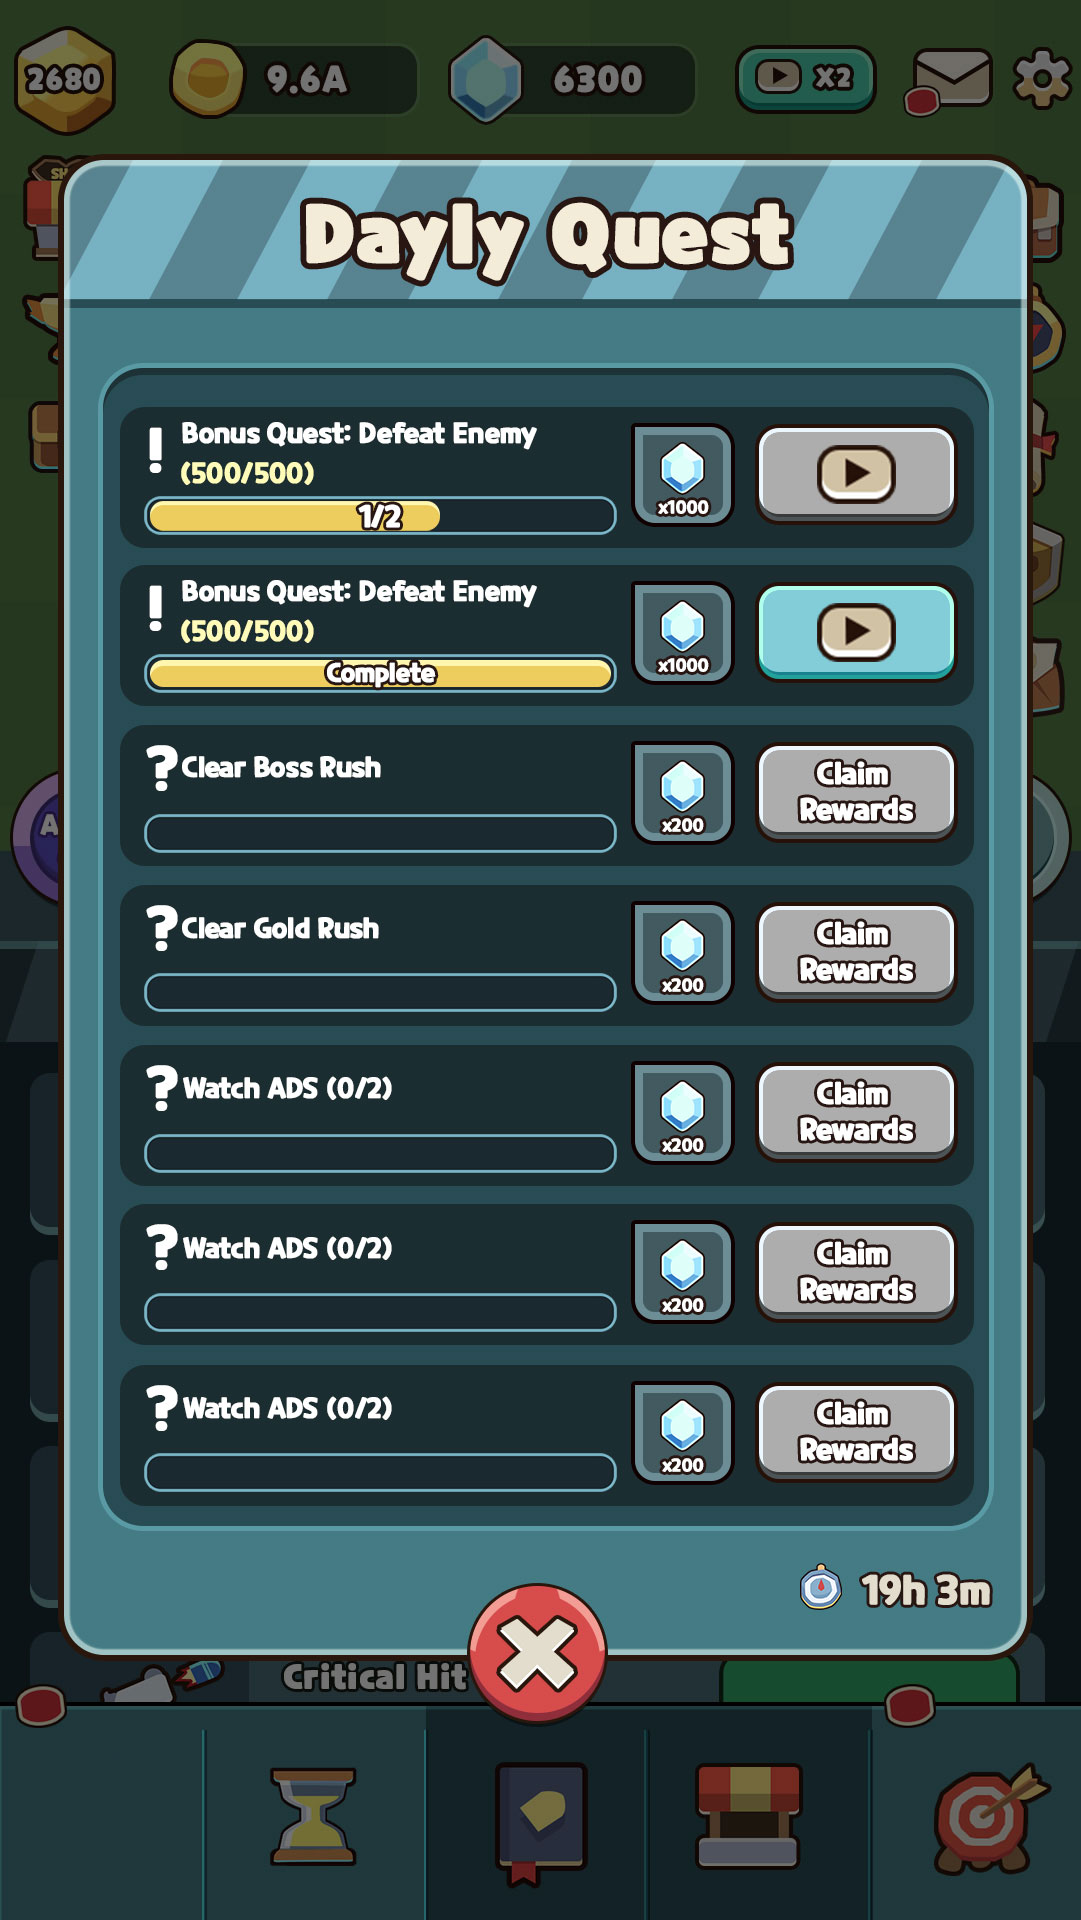 2680
9.6A
6300
X2
SH
Dayly Quest
! Bonus Quest: Defeat Enemy
(500/500)
1/2
x1000
! Bonus Quest: Defeat Enemy
(500/500)
Complete
x1000
? Clear Boss Rush
x200
Claim
Rewards
? Clear Gold Rush
x200
Claim
Rewards
? Watch ADS (0/2)
x200
Claim
Rewards
? Watch ADS (0/2)
x200
Claim
Rewards
? Watch ADS (0/2)
x200
Claim
Rewards
19h 3m
Critical Hit